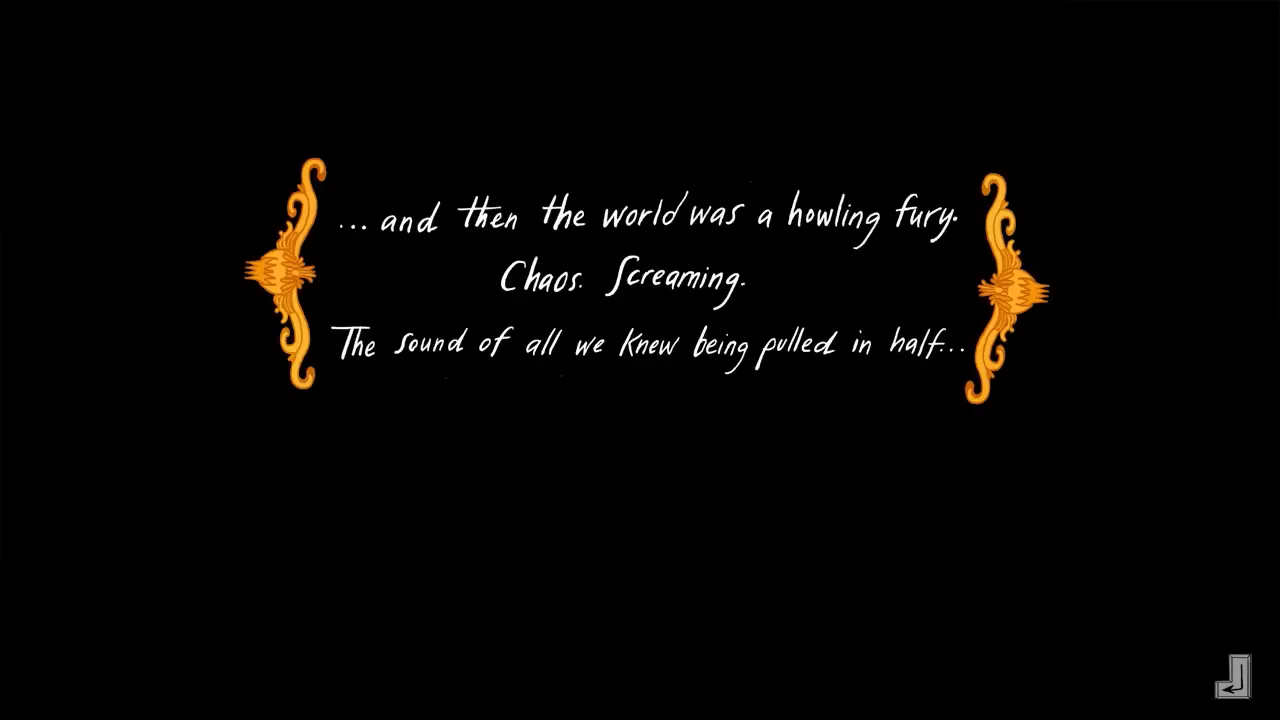 ...and then the world was a howling fury.
Chaos. Screaming.
The sound of all we knew being pulled in half...